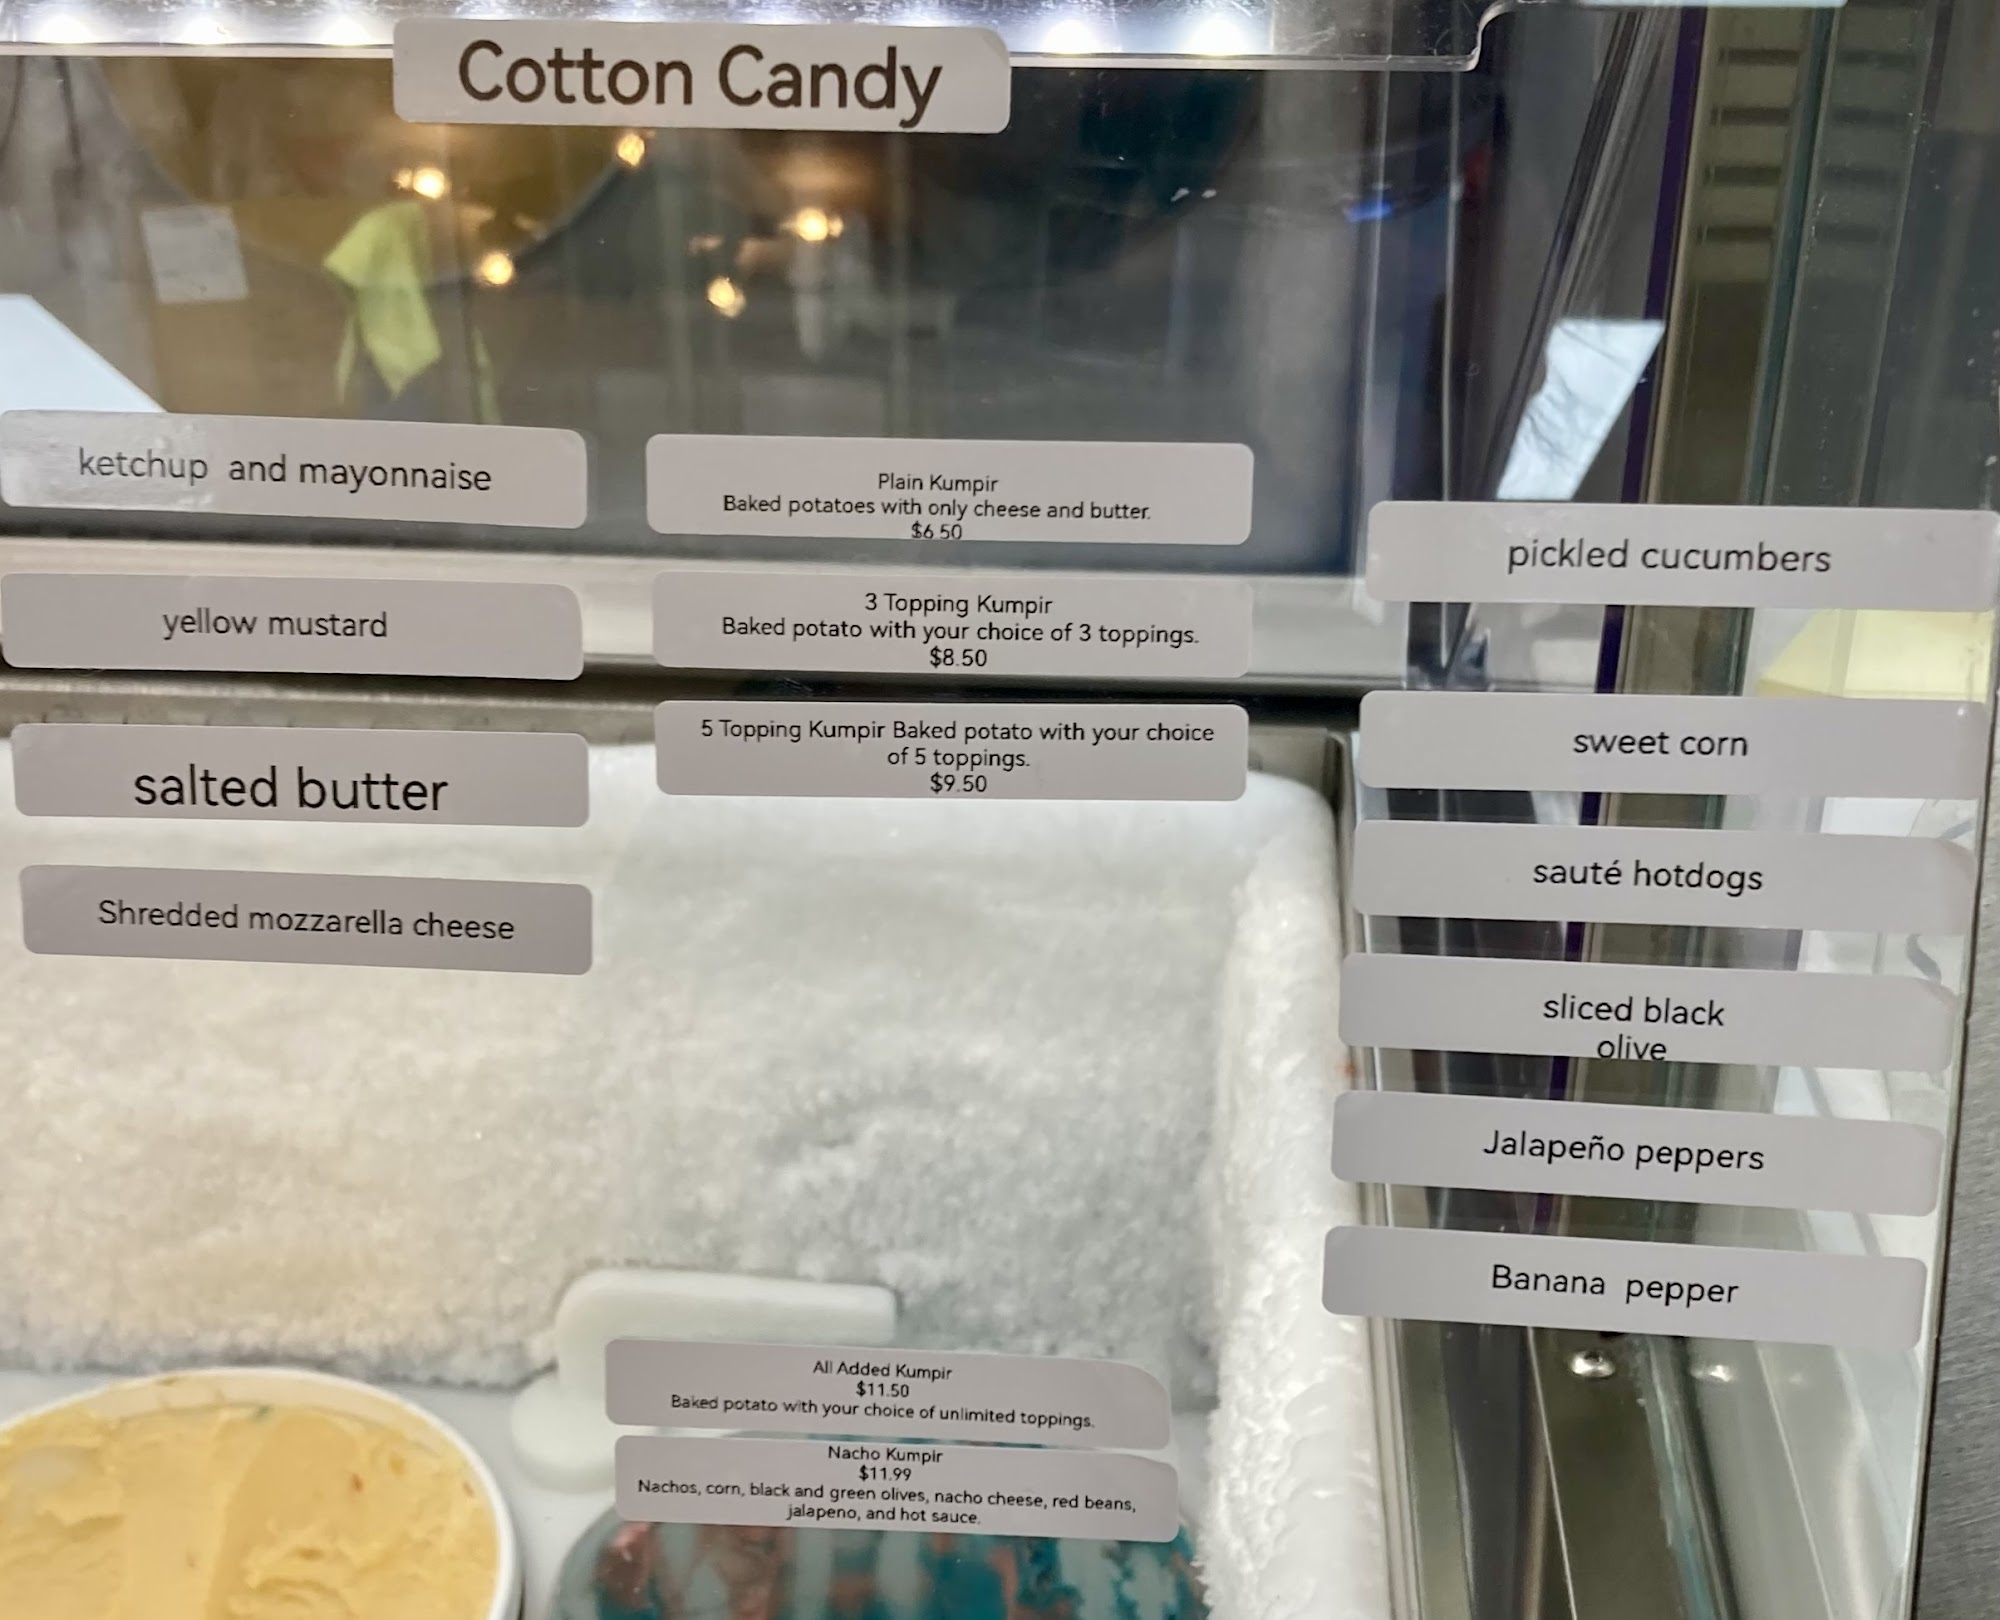 Cotton Candy
ketchup and mayonnaise
yellow mustard
salted butter
Shredded mozzarella cheese
Plain Kumpir
Baked potatoes with only cheese and butter.
$6.50
3 Topping Kumpir
Baked potato with your choice of 3 toppings.
$8.50
5 Topping Kumpir Baked potato with your choice
of 5 toppings.
$9.50
pickled cucumbers
sweet corn
sauté hotdogs
sliced black
olive
Jalapeño peppers
Banana pepper
All Added Kumpir
$11.50
Baked potato with your choice of unlimited toppings.
Nacho Kumpir
$11.99
Nachos, corn, black and green olives, nacho cheese, red beans,
jalapeno, and hot sauce.